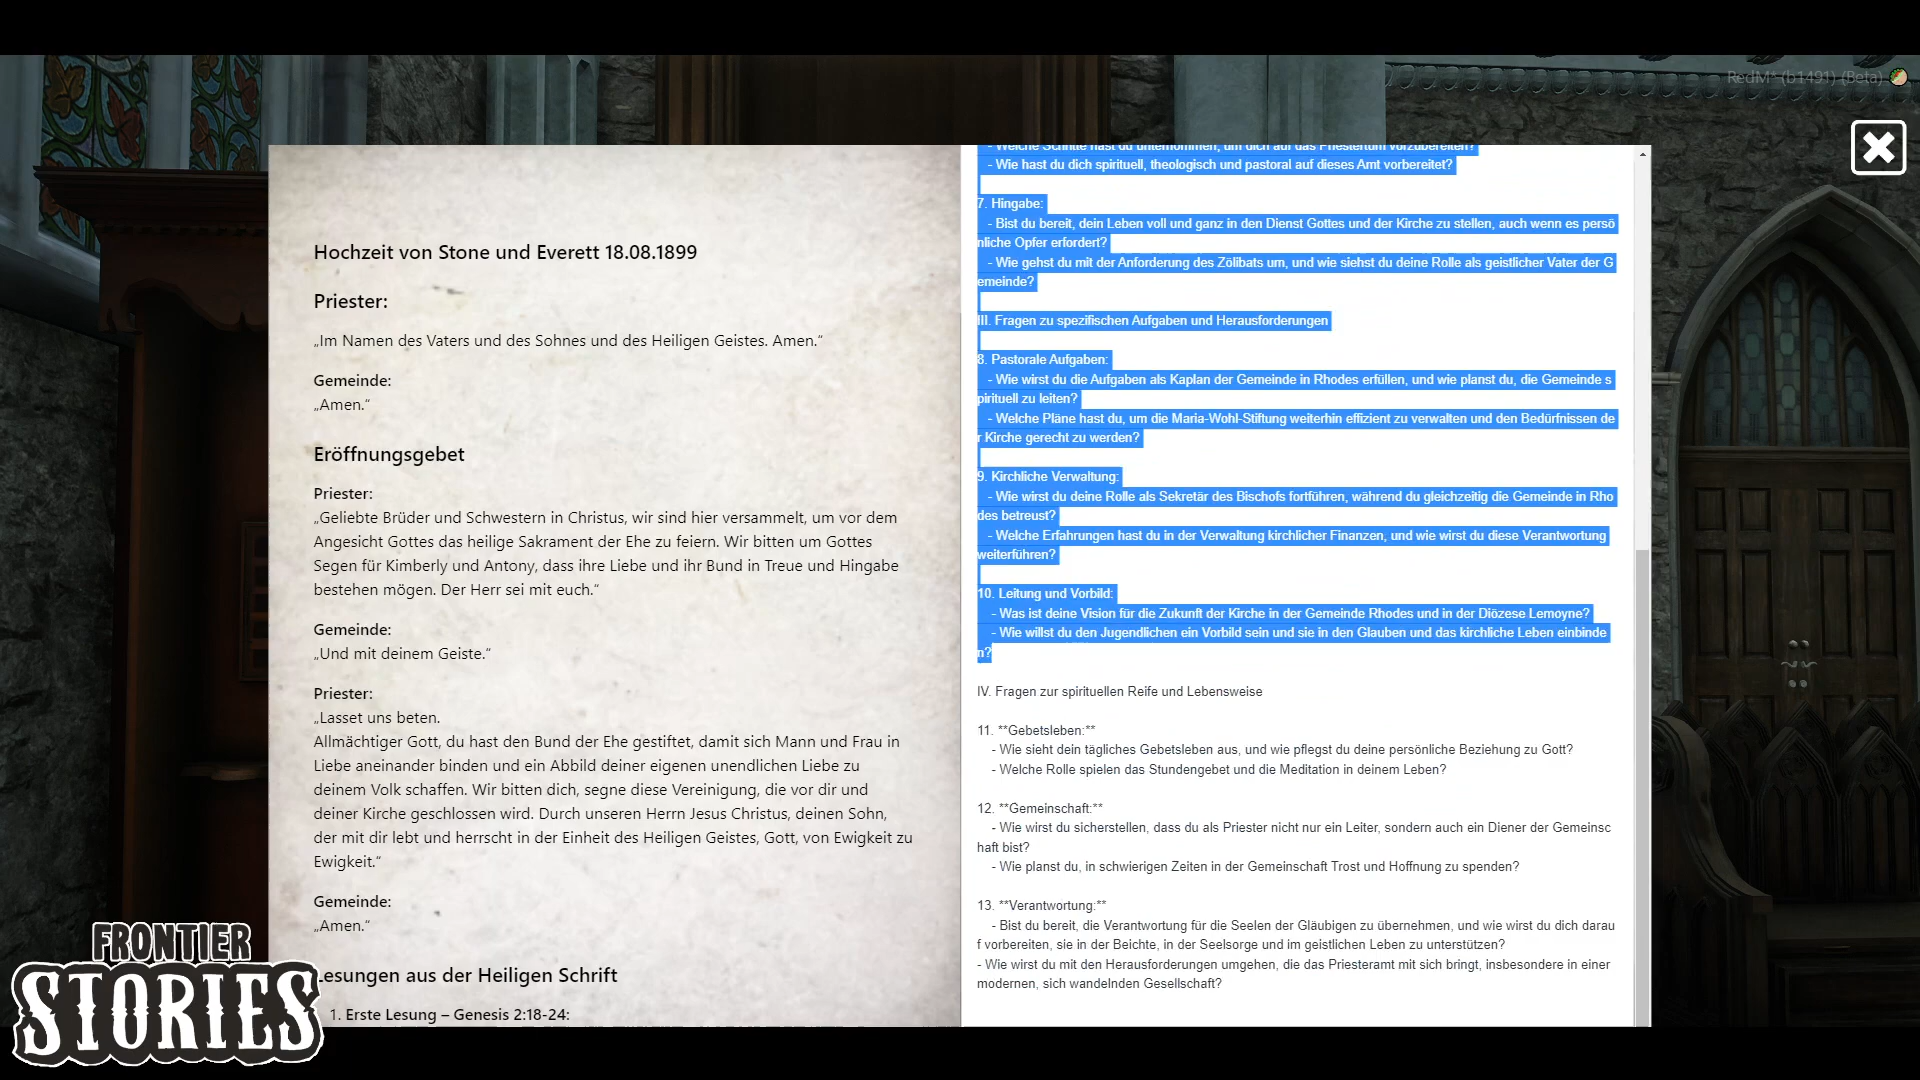 RedM* (b1491) (Beta)
Hochzeit von Stone und Everett 18.08.1899
Priester:
„Im Namen des Vaters und des Sohnes und des Heiligen Geistes. Amen.“
Gemeinde:
„Amen.“
Eröffnungsgebet
Priester:
„Geliebte Brüder und Schwestern in Christus, wir sind hier versammelt, um vor dem
Angesicht Gottes das heilige Sakrament der Ehe zu feiern. Wir bitten um Gottes
Segen für Kimberly und Antony, dass ihre Liebe und ihr Bund in Treue und Hingabe
bestehen mögen. Der Herr sei mit euch.“
Gemeinde:
„Und mit deinem Geiste.“
Priester:
„Lasset uns beten.
Allmächtiger Gott, du hast den Bund der Ehe gestiftet, damit sich Mann und Frau in
Liebe aneinander binden und ein Abbild deiner eigenen unendlichen Liebe zu
deinem Volk schaffen. Wir bitten dich, segne diese Vereinigung, die vor dir und
deiner Kirche geschlossen wird. Durch unseren Herrn Jesus Christus, deinen Sohn,
der mit dir lebt und herrscht in der Einheit des Heiligen Geistes, Gott, von Ewigkeit zu
Ewigkeit.“
Gemeinde:
„Amen.“
Lesungen aus der Heiligen Schrift
1. Erste Lesung – Genesis 2:18-24:
- Welche Schritte hast du unternommen, um dich auf das Priestertum vorzubereiten?
- Wie hast du dich spirituell, theologisch und pastoral auf dieses Amt vorbereitet?
7. Hingabe:
- Bist du bereit, dein Leben voll und ganz in den Dienst Gottes und der Kirche zu stellen, auch wenn es persö
nliche Opfer erfordert?
- Wie gehst du mit der Anforderung des Zölibats um, und wie siehst du deine Rolle als geistlicher Vater der G
emeinde?
III. Fragen zu spezifischen Aufgaben und Herausforderungen
8. Pastorale Aufgaben:
- Wie wirst du die Aufgaben als Kaplan der Gemeinde in Rhodes erfüllen, und wie planst du, die Gemeinde s
pirituell zu leiten?
- Welche Pläne hast du, um die Maria-Wohl-Stiftung weiterhin effizient zu verwalten und den Bedürfnissen de
r Kirche gerecht zu werden?
9. Kirchliche Verwaltung:
- Wie wirst du deine Rolle als Sekretär des Bischofs fortführen, während du gleichzeitig die Gemeinde in Rho
des betreust?
- Welche Erfahrungen hast du in der Verwaltung kirchlicher Finanzen, und wie wirst du diese Verantwortung
weiterführen?
10. Leitung und Vorbild:
- Was ist deine Vision für die Zukunft der Kirche in der Gemeinde Rhodes und in der Diözese Lemoyne?
- Wie willst du den Jugendlichen ein Vorbild sein und sie in den Glauben und das kirchliche Leben einbinde
n?
IV. Fragen zur spirituellen Reife und Lebensweise
11. **Gebetsleben:**
- Wie sieht dein tägliches Gebetsleben aus, und wie pflegst du deine persönliche Beziehung zu Gott?
- Welche Rolle spielen das Stundengebet und die Meditation in deinem Leben?
12. **Gemeinschaft:**
- Wie wirst du sicherstellen, dass du als Priester nicht nur ein Leiter, sondern auch ein Diener der Gemeinsc
haft bist?
- Wie planst du, in schwierigen Zeiten in der Gemeinschaft Trost und Hoffnung zu spenden?
13. **Verantwortung:**
- Bist du bereit, die Verantwortung für die Seelen der Gläubigen zu übernehmen, und wie wirst du dich darau
f vorbereiten, sie in der Beichte, in der Seelsorge und im geistlichen Leben zu unterstützen?
- Wie wirst du mit den Herausforderungen umgehen, die das Priesteramt mit sich bringt, insbesondere in einer
modernen, sich wandelnden Gesellschaft?
FRONTIER
STORIES